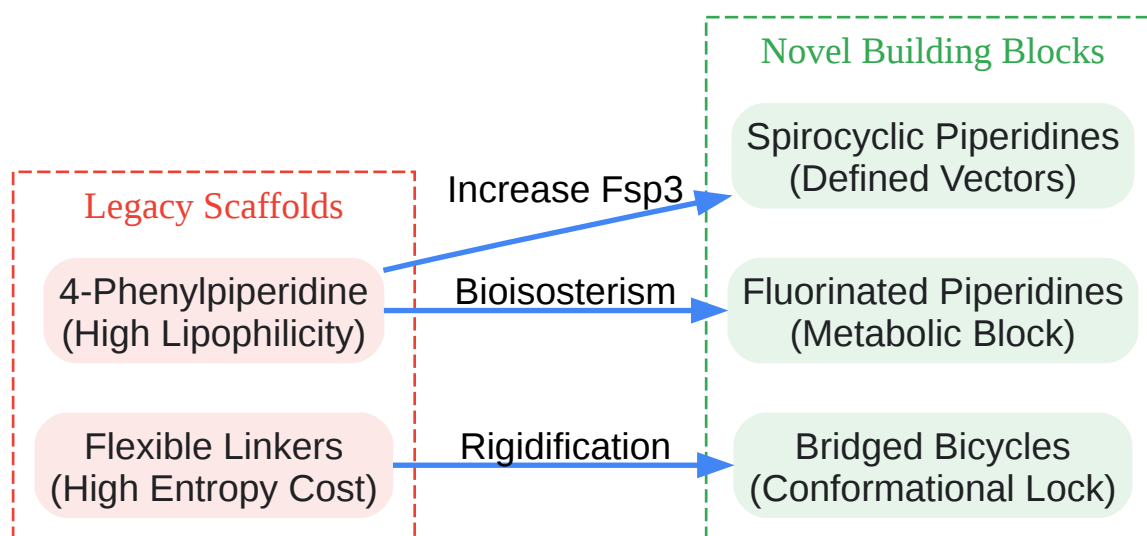 Legacy Scaffolds
4-Phenylpiperidine
(High Lipophilicity)
Flexible Linkers
(High Entropy Cost)
Increase Fsp3
Bioisosterism
Rigidification
Novel Building Blocks
Spirocyclic Piperidines
(Defined Vectors)
Fluorinated Piperidines
(Metabolic Block)
Bridged Bicycles
(Conformational Lock)